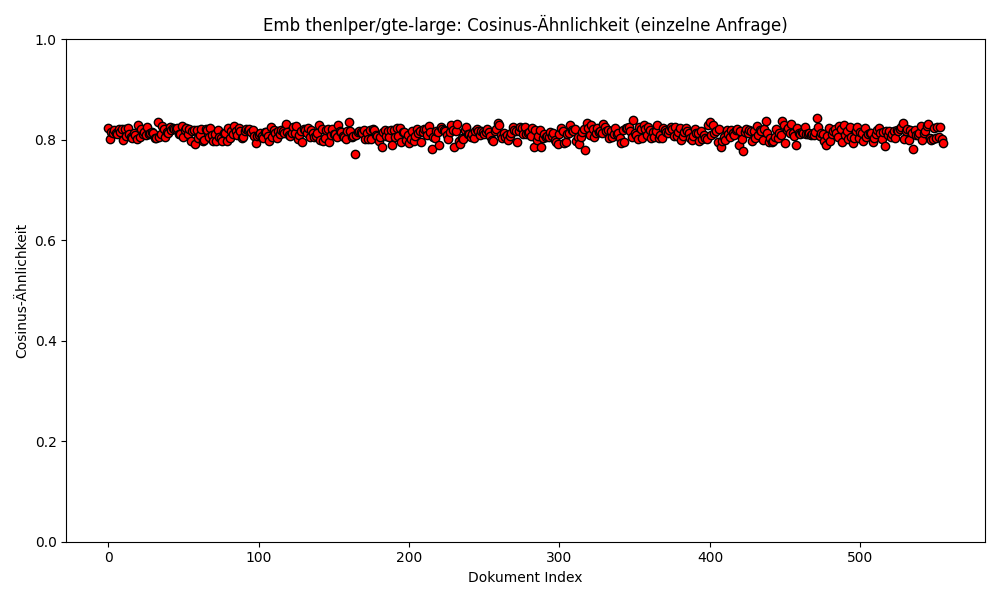 Emb thenlper/gte-large: Cosinus-Ähnlichkeit (einzelne Anfrage)
1.0
0.8
0.6
0.4
0.2
0.0
Cosinus-Ähnlichkeit
0 100 200 300 400 500
Dokument Index